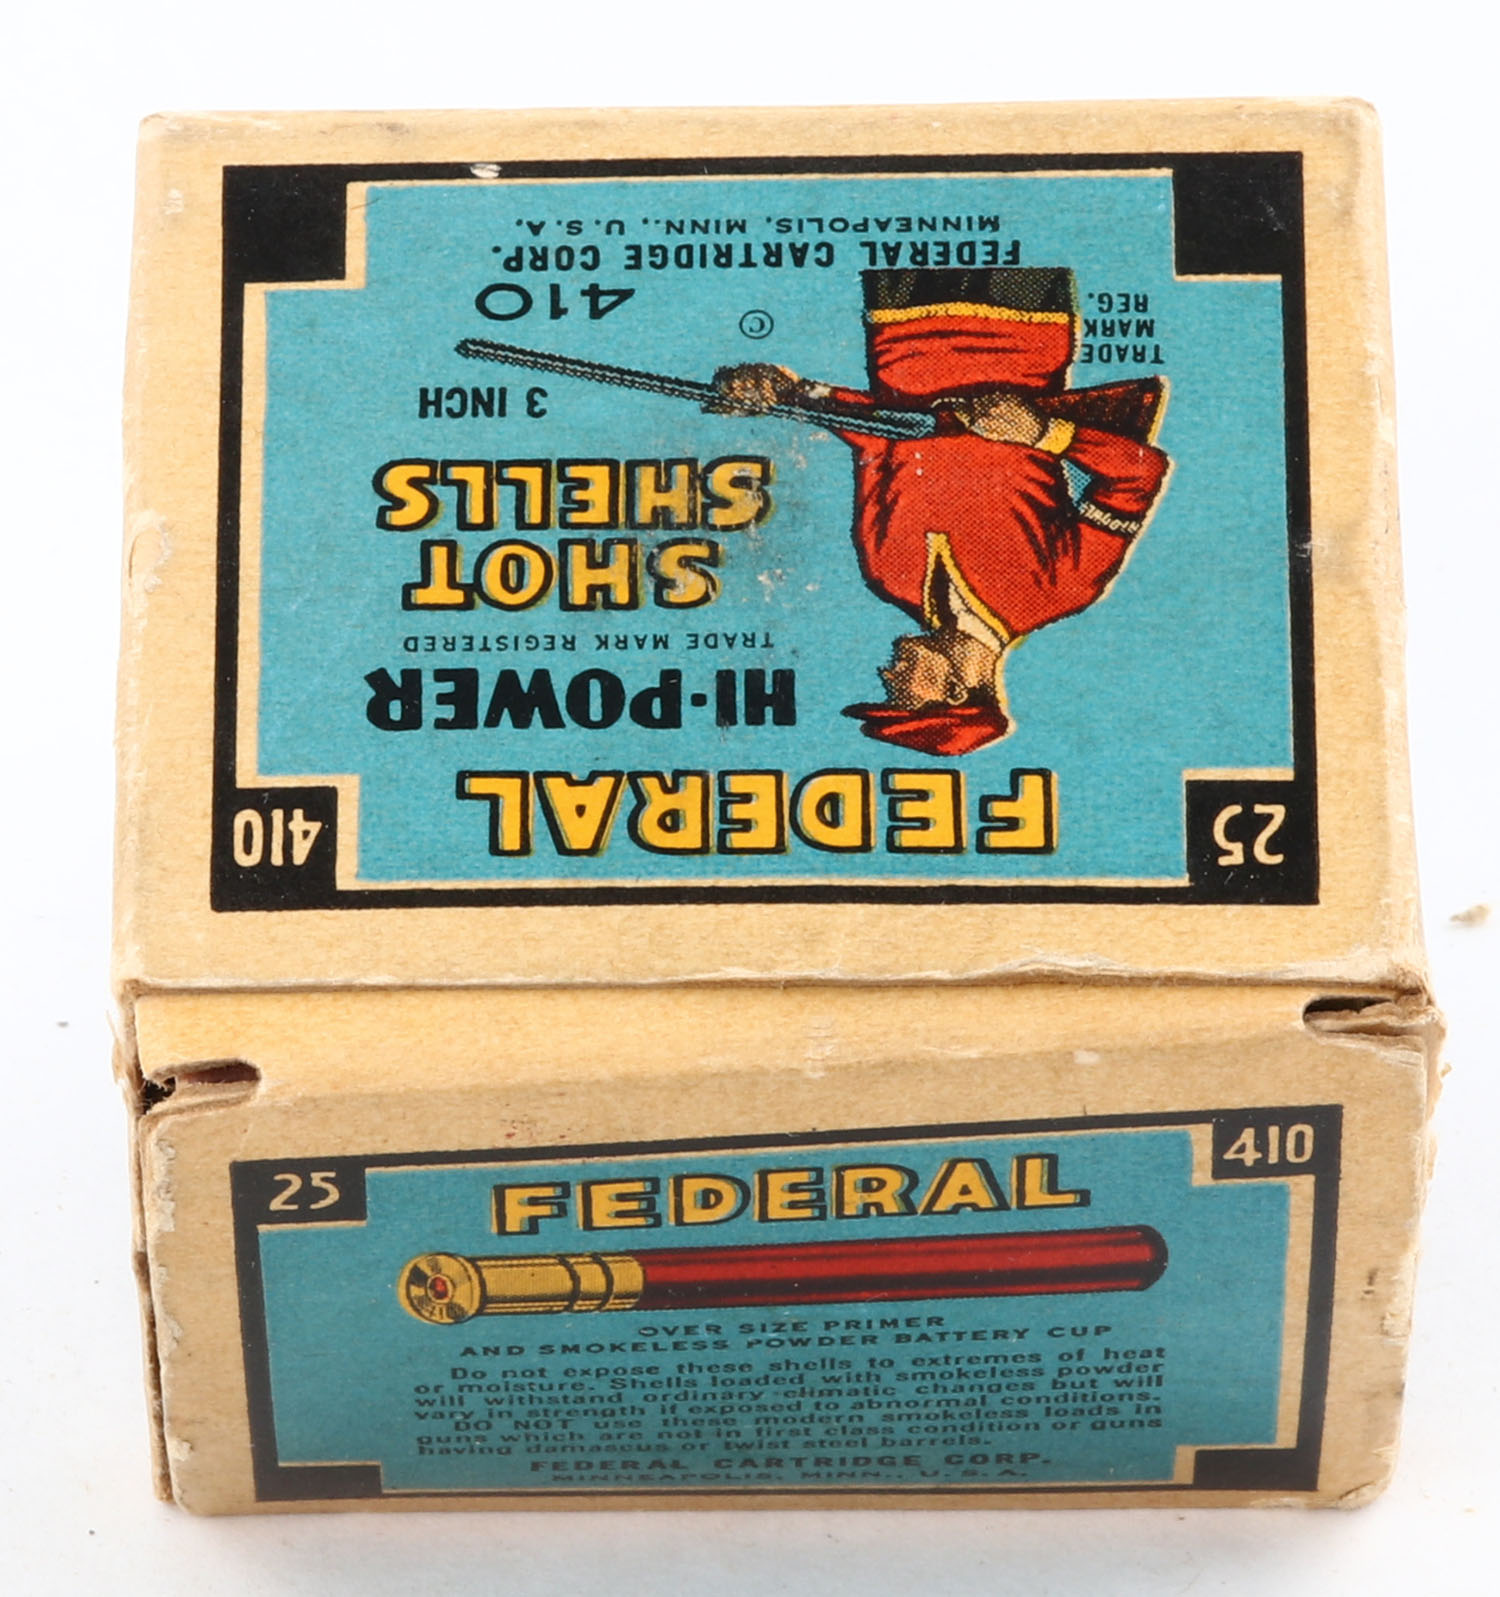 25
410
FEDERAL
HI-POWER
TRADE MARK REGISTERED
SHOT
SHELLS
3 INCH
410
©
TRADE
MARK
REG.
FEDERAL CARTRIDGE CORP.
MINNEAPOLIS, MINN., U.S.A.
25
410
FEDERAL
OVER SIZE PRIMER
AND SMOKELESS POWDER BATTERY CUP
Do not expose these shells to extremes of heat
or moisture. Shells loaded with smokeless powder
will withstand ordinary climatic changes but will
vary in strength if exposed to abnormal conditions.
DO NOT use these modern smokeless loads in
guns which are not in first class condition or guns
having damascus or twist steel barrels.
FEDERAL CARTRIDGE CORP.
MINNEAPOLIS, MINN., U.S.A.